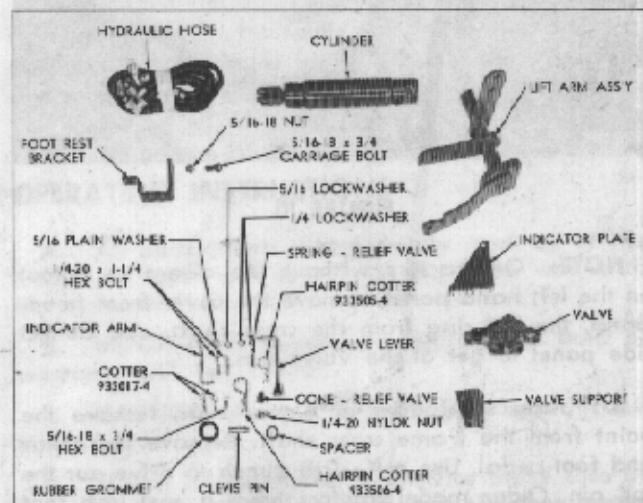 HYDRAULIC HOSE
CYLINDER
LIFT ARM ASS'Y
5/16-18 NUT
5/16-18 x 3/4
CARRIAGE BOLT
FOOT REST
BRACKET
5/16 LOCKWASHER
1/4 LOCKWASHER
5/16 PLAIN WASHER
SPRING - RELIEF VALVE
INDICATOR PLATE
1/4-20 x 1-1/4
HEX BOLT
HAIRPIN COTTER
933505-4
VALVE
INDICATOR ARM
VALVE LEVER
COTTER
933017-4
CONE - RELIEF VALVE
VALVE SUPPORT
1/4-20 NYLOK NUT
5/16-18 x 3/4
HEX BOLT
SPACER
RUBBER GROMMET
CLEVIS PIN
HAIRPIN COTTER
933506-4